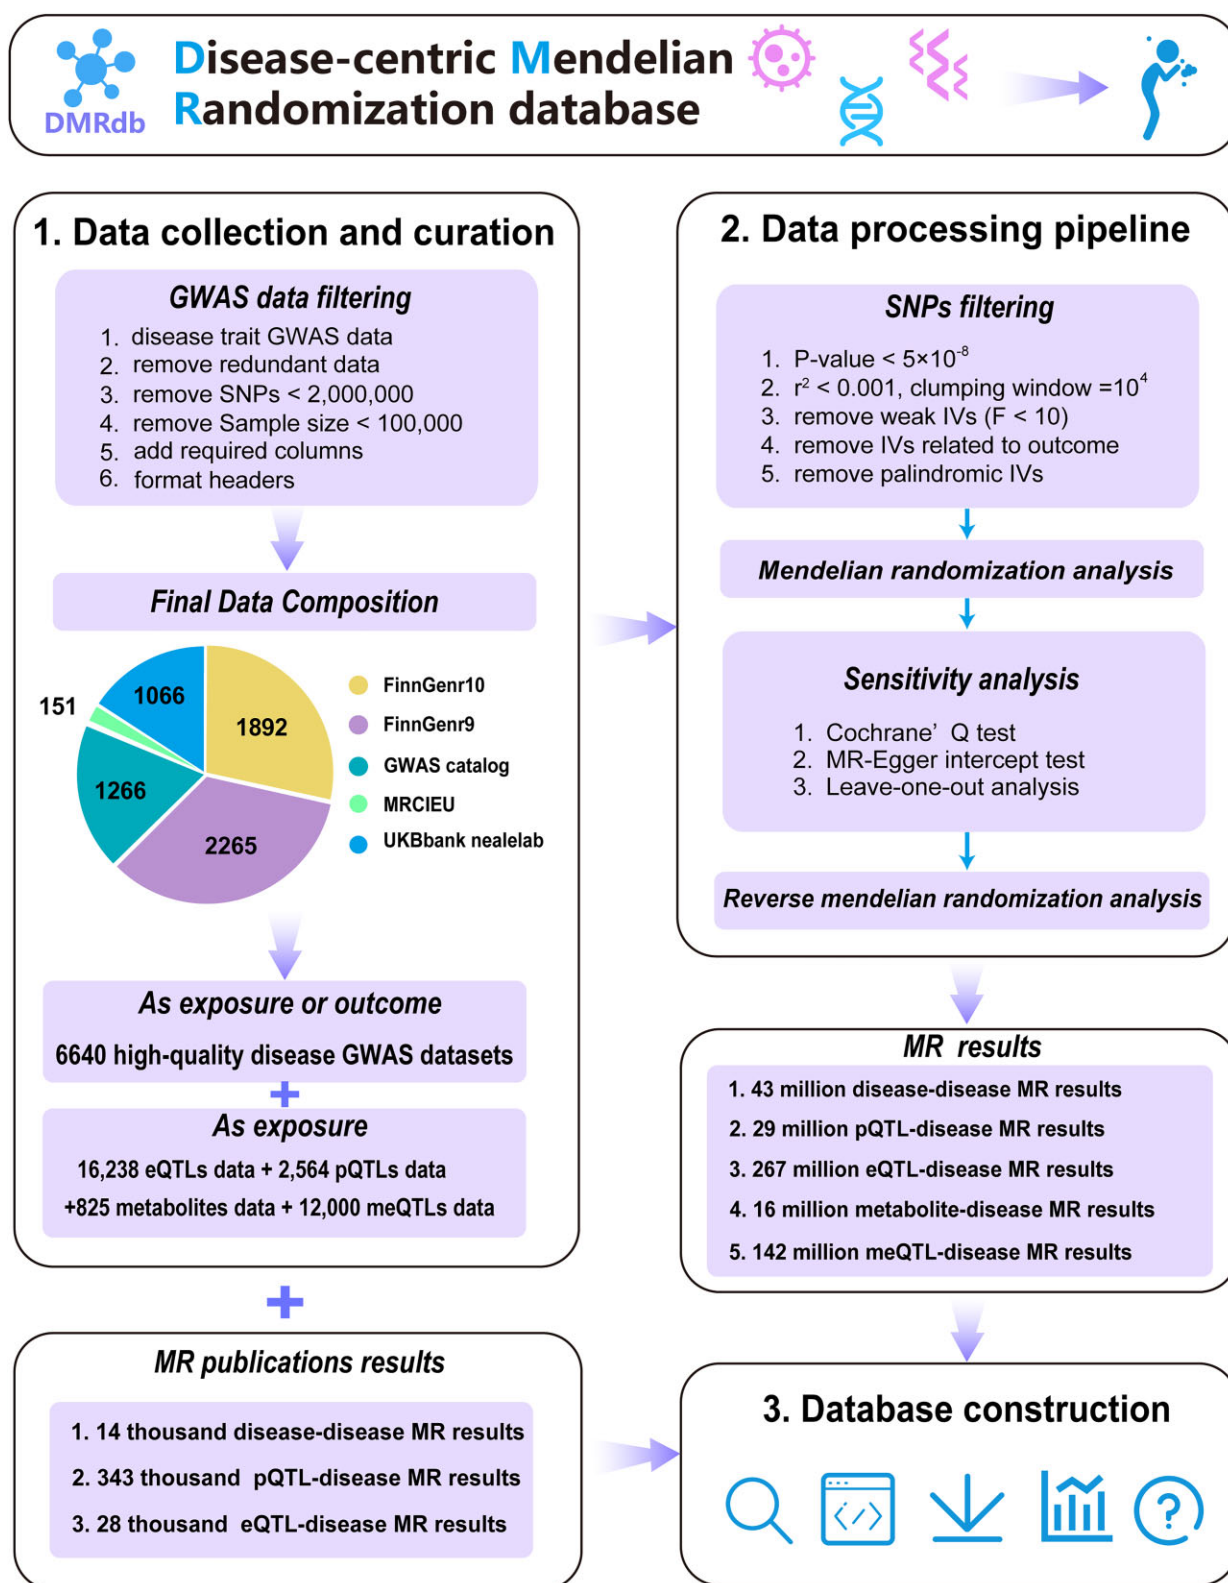 DMRdb
Disease-centric Mendelian
Randomization database
1. Data collection and curation
GWAS data filtering
1. disease trait GWAS data
2. remove redundant data
3. remove SNPs < 2,000,000
4. remove Sample size < 100,000
5. add required columns
6. format headers
Final Data Composition
1066
151
1892
1266
2265
FinnGenr10
FinnGenr9
GWAS catalog
MRCIEU
UKBbank nealelab
As exposure or outcome
6640 high-quality disease GWAS datasets
+
As exposure
16,238 eQTLs data + 2,564 pQTLs data
+825 metabolites data + 12,000 meQTLs data
+
MR publications results
1. 14 thousand disease-disease MR results
2. 343 thousand pQTL-disease MR results
3. 28 thousand eQTL-disease MR results
2. Data processing pipeline
SNPs filtering
1. P-value < 5×10⁻⁸
2. r² < 0.001, clumping window =10⁴
3. remove weak IVs (F < 10)
4. remove IVs related to outcome
5. remove palindromic IVs
Mendelian randomization analysis
Sensitivity analysis
1. Cochrane’ Q test
2. MR-Egger intercept test
3. Leave-one-out analysis
Reverse mendelian randomization analysis
MR results
1. 43 million disease-disease MR results
2. 29 million pQTL-disease MR results
3. 267 million eQTL-disease MR results
4. 16 million metabolite-disease MR results
5. 142 million meQTL-disease MR results
3. Database construction